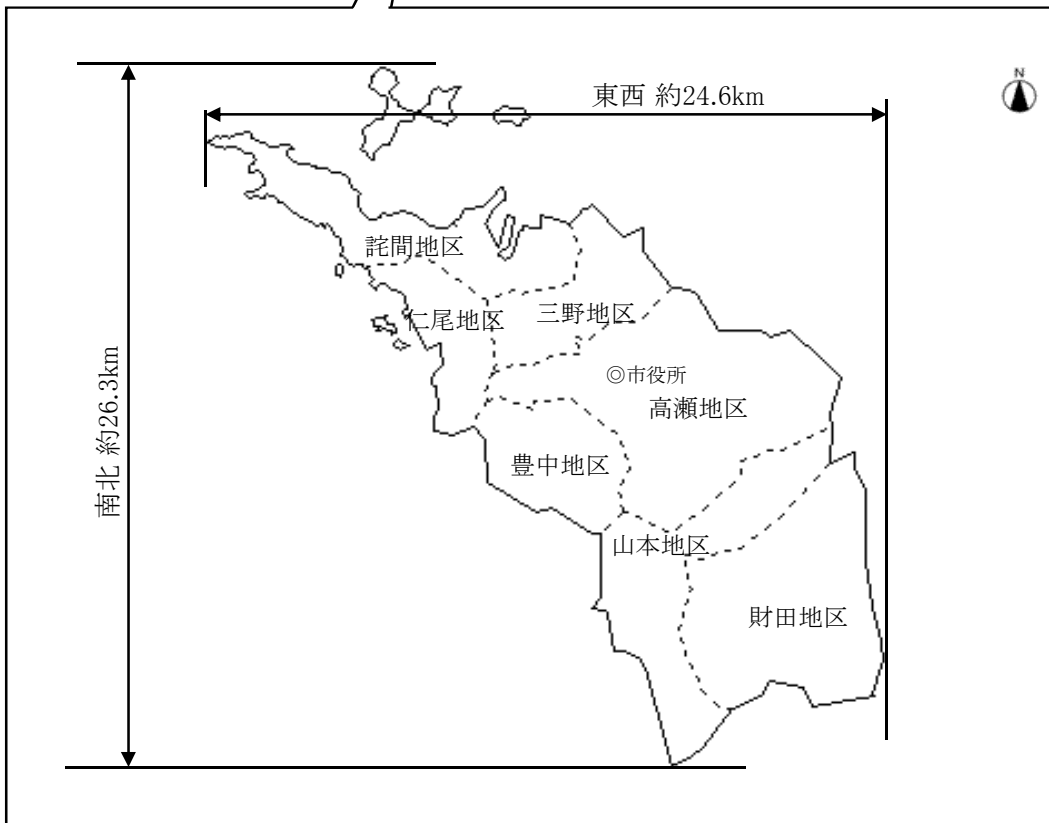 東西 約24.6km
N
詫間地区
仁尾地区
三野地区
◎市役所
高瀬地区
南北 約26.3km
豊中地区
山本地区
財田地区